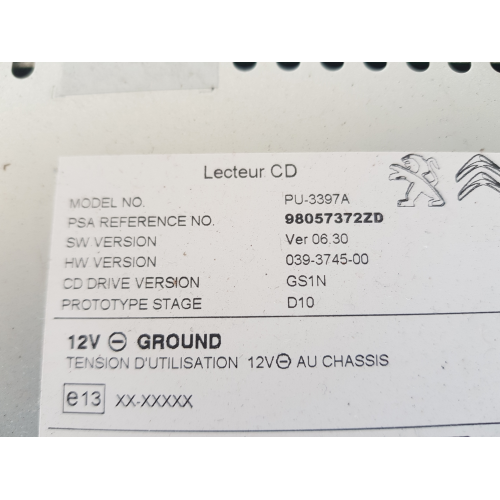 Lecteur CD
MODEL NO. PU-3397A
PSA REFERENCE NO. 98057372ZD
SW VERSION Ver 06.30
HW VERSION 039-3745-00
CD DRIVE VERSION GS1N
PROTOTYPE STAGE D10
12V ⊖ GROUND
TENSION D'UTILISATION 12V⊖ AU CHASSIS
e13 XX-XXXXX